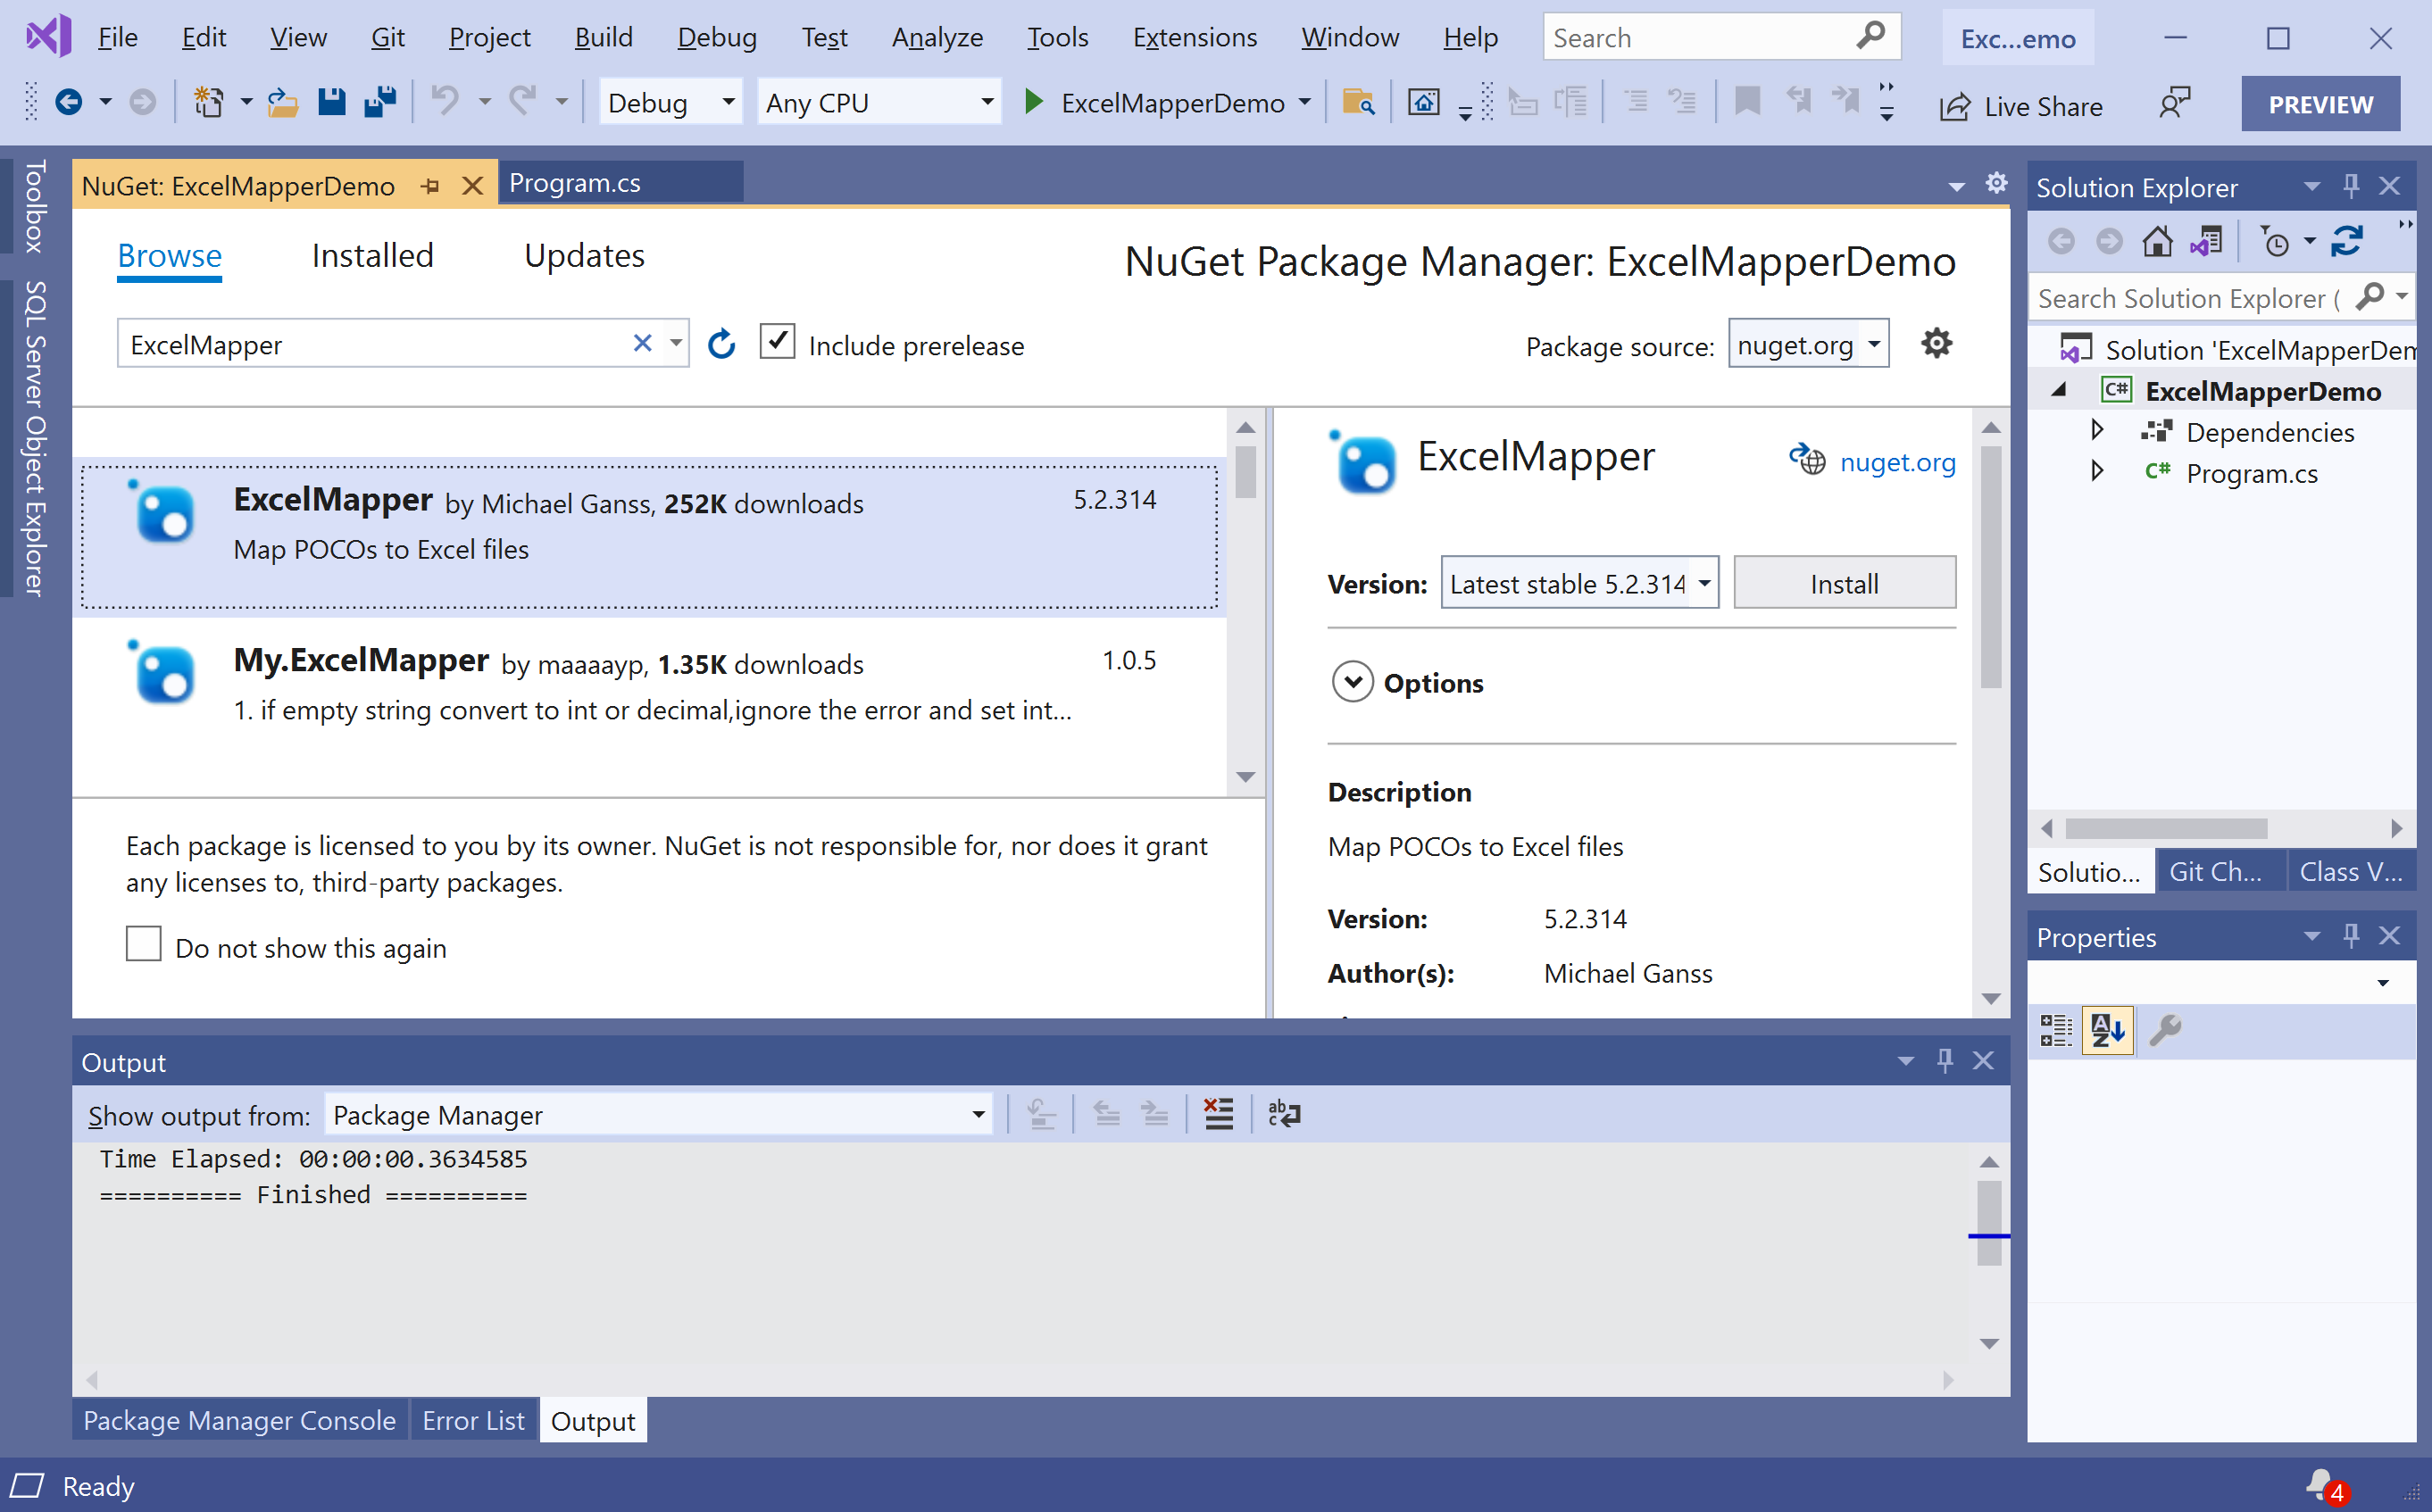 File Edit View Git Project Build Debug Test Analyze Tools Extensions Window Help Search Exc...emo
Debug Any CPU ExcelMapperDemo Live Share PREVIEW
Toolbox
SQL Server Object Explorer
NuGet: ExcelMapperDemo Program.cs
Browse Installed Updates
NuGet Package Manager: ExcelMapperDemo
ExcelMapper Include prerelease
Package source: nuget.org
ExcelMapper by Michael Ganss, 252K downloads 5.2.314
Map POCOs to Excel files
My.ExcelMapper by maaaayp, 1.35K downloads 1.0.5
1. if empty string convert to int or decimal,ignore the error and set int...
Each package is licensed to you by its owner. NuGet is not responsible for, nor does it grant
any licenses to, third-party packages.
Do not show this again
ExcelMapper nuget.org
Version: Latest stable 5.2.314 Install
Options
Description
Map POCOs to Excel files
Version: 5.2.314
Author(s): Michael Ganss
Output
Show output from: Package Manager
Time Elapsed: 00:00:00.3634585
========== Finished ==========
Package Manager Console Error List Output
Solution Explorer
Search Solution Explorer (
Solution 'ExcelMapperDem
C# ExcelMapperDemo
Dependencies
C# Program.cs
Solutio... Git Ch... Class V...
Properties
Ready 4